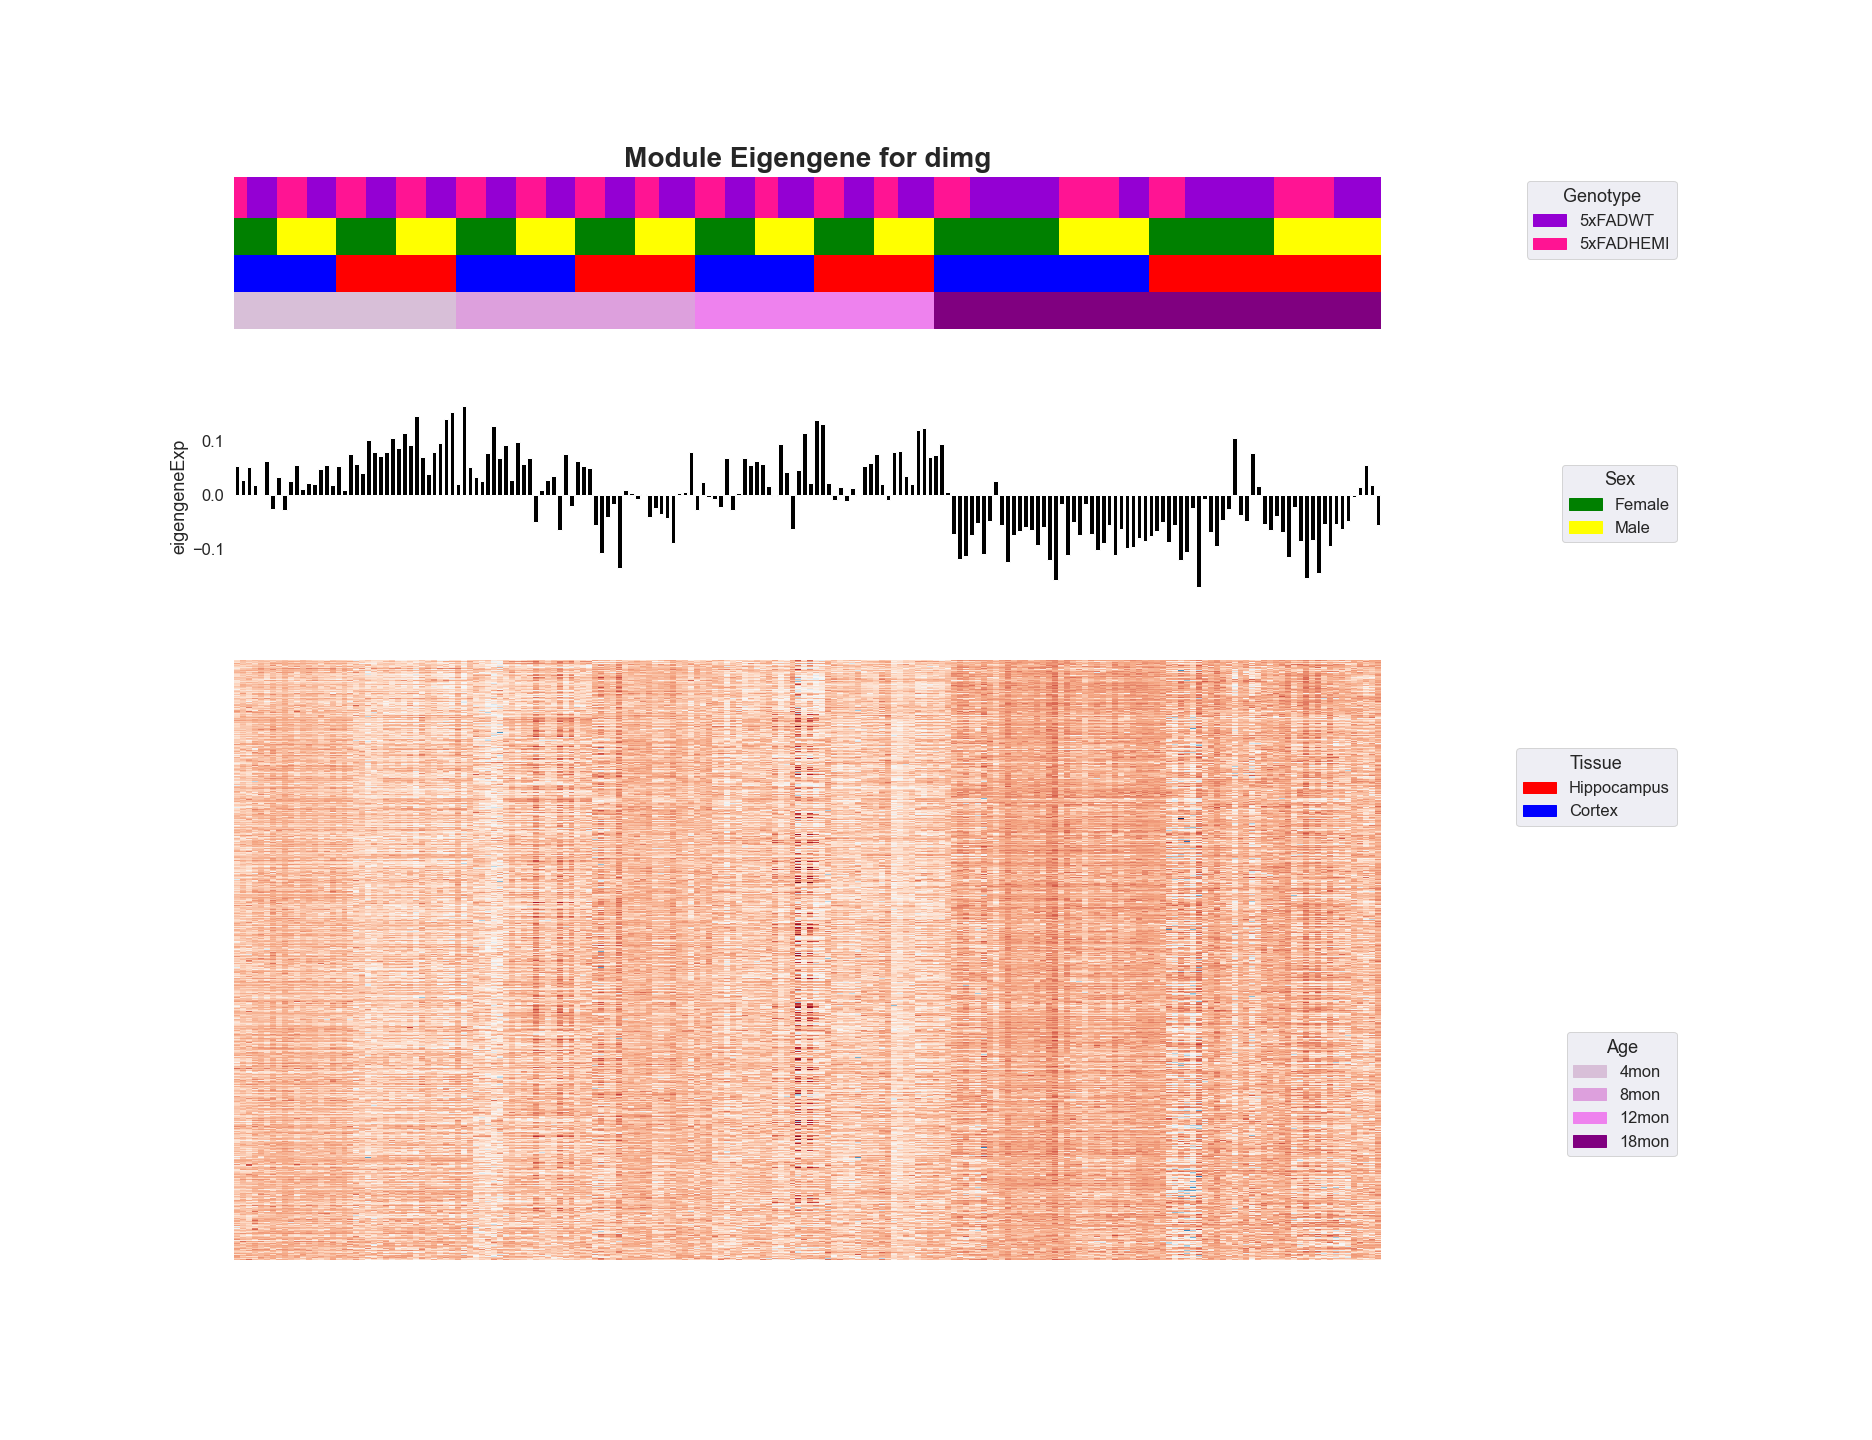 Module Eigengene for dimg
Genotype
5xFADWT
5xFADHEMI
eigengeneExp
0.1
0.0
−0.1
Sex
Female
Male
Tissue
Hippocampus
Cortex
Age
4mon
8mon
12mon
18mon